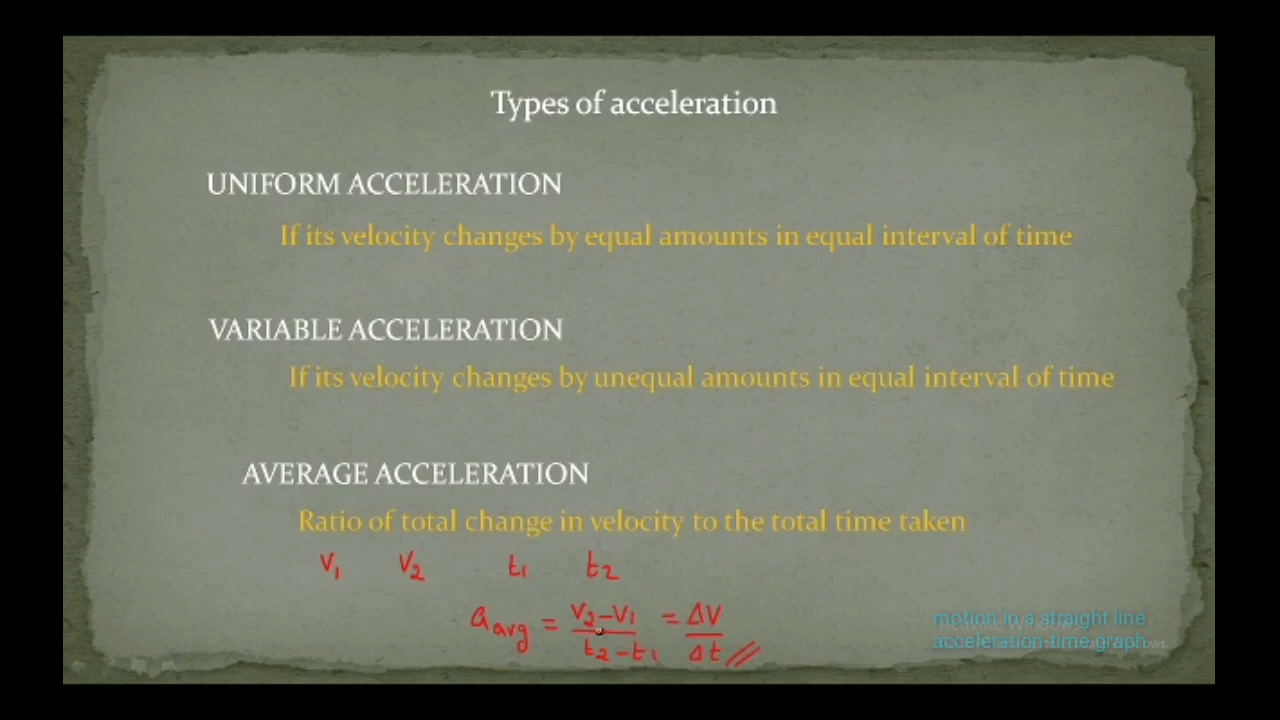 Types of acceleration
UNIFORM ACCELERATION
If its velocity changes by equal amounts in equal interval of time
VARIABLE ACCELERATION
If its velocity changes by unequal amounts in equal interval of time
AVERAGE ACCELERATION
Ratio of total change in velocity to the total time taken
V₁ V₂ t₁ t₂
a avg = V₂-V₁ / t₂-t₁ = ΔV / Δt //
motion in a straight line
acceleration-time graph